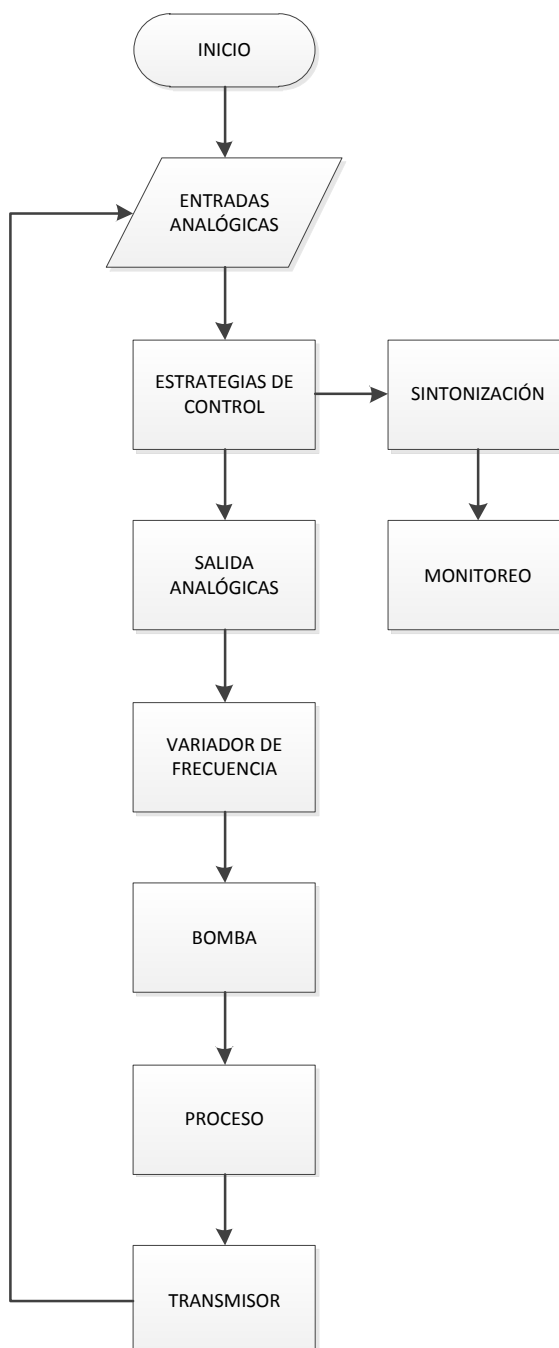 INICIO
ENTRADAS
ANALÓGICAS
ESTRATEGIAS DE
CONTROL
SINTONIZACIÓN
SALIDA
ANALÓGICAS
MONITOREO
VARIADOR DE
FRECUENCIA
BOMBA
PROCESO
TRANSMISOR